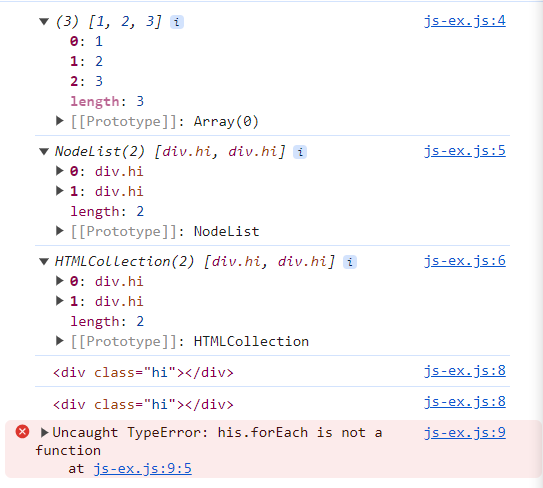 ▼ (3) [1, 2, 3] i js-ex.js:4
0: 1
1: 2
2: 3
length: 3
▶ [[Prototype]]: Array(0)
▼ NodeList(2) [div.hi, div.hi] i js-ex.js:5
▶ 0: div.hi
▶ 1: div.hi
length: 2
▶ [[Prototype]]: NodeList
▼ HTMLCollection(2) [div.hi, div.hi] i js-ex.js:6
▶ 0: div.hi
▶ 1: div.hi
length: 2
▶ [[Prototype]]: HTMLCollection
<div class="hi"></div> js-ex.js:8
<div class="hi"></div> js-ex.js:8
▶Uncaught TypeError: his.forEach is not a js-ex.js:9
function
at js-ex.js:9:5